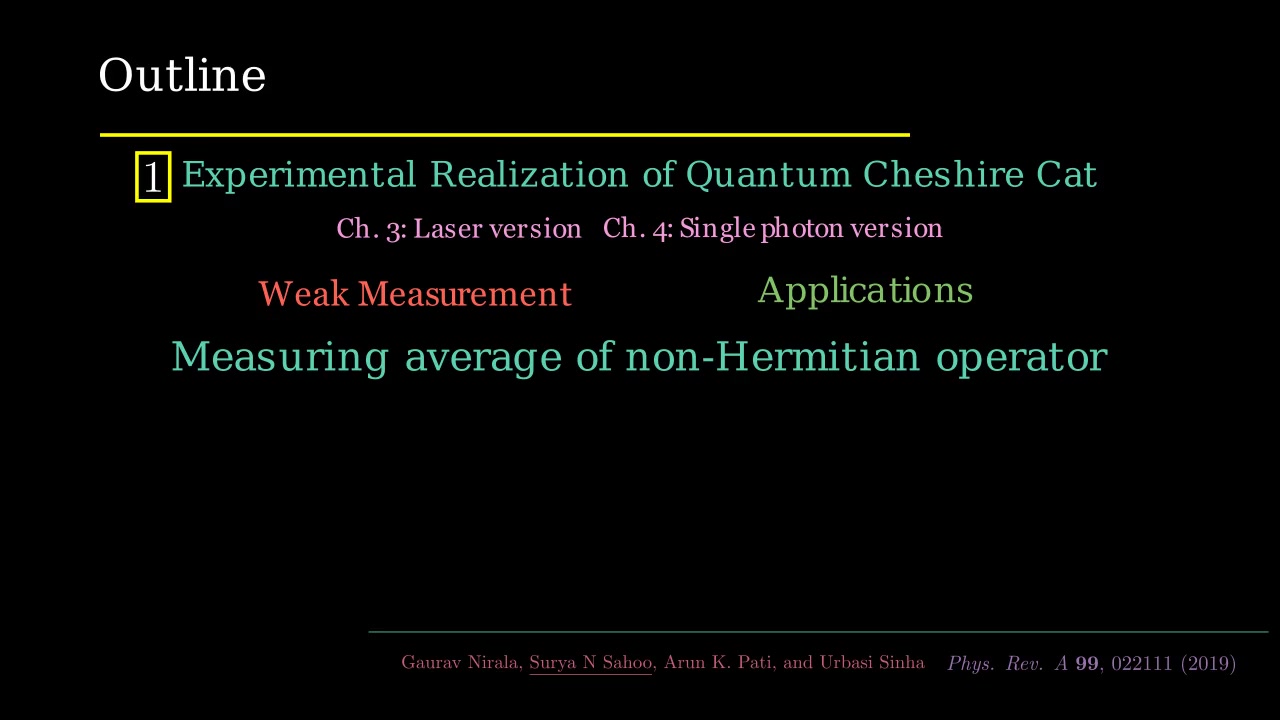 Outline
1 Experimental Realization of Quantum Cheshire Cat
Ch. 3: Laser version Ch. 4: Single photon version
Weak Measurement Applications
Measuring average of non-Hermitian operator
Gaurav Nirala, Surya N Sahoo, Arun K. Pati, and Urbasi Sinha Phys. Rev. A 99, 022111 (2019)